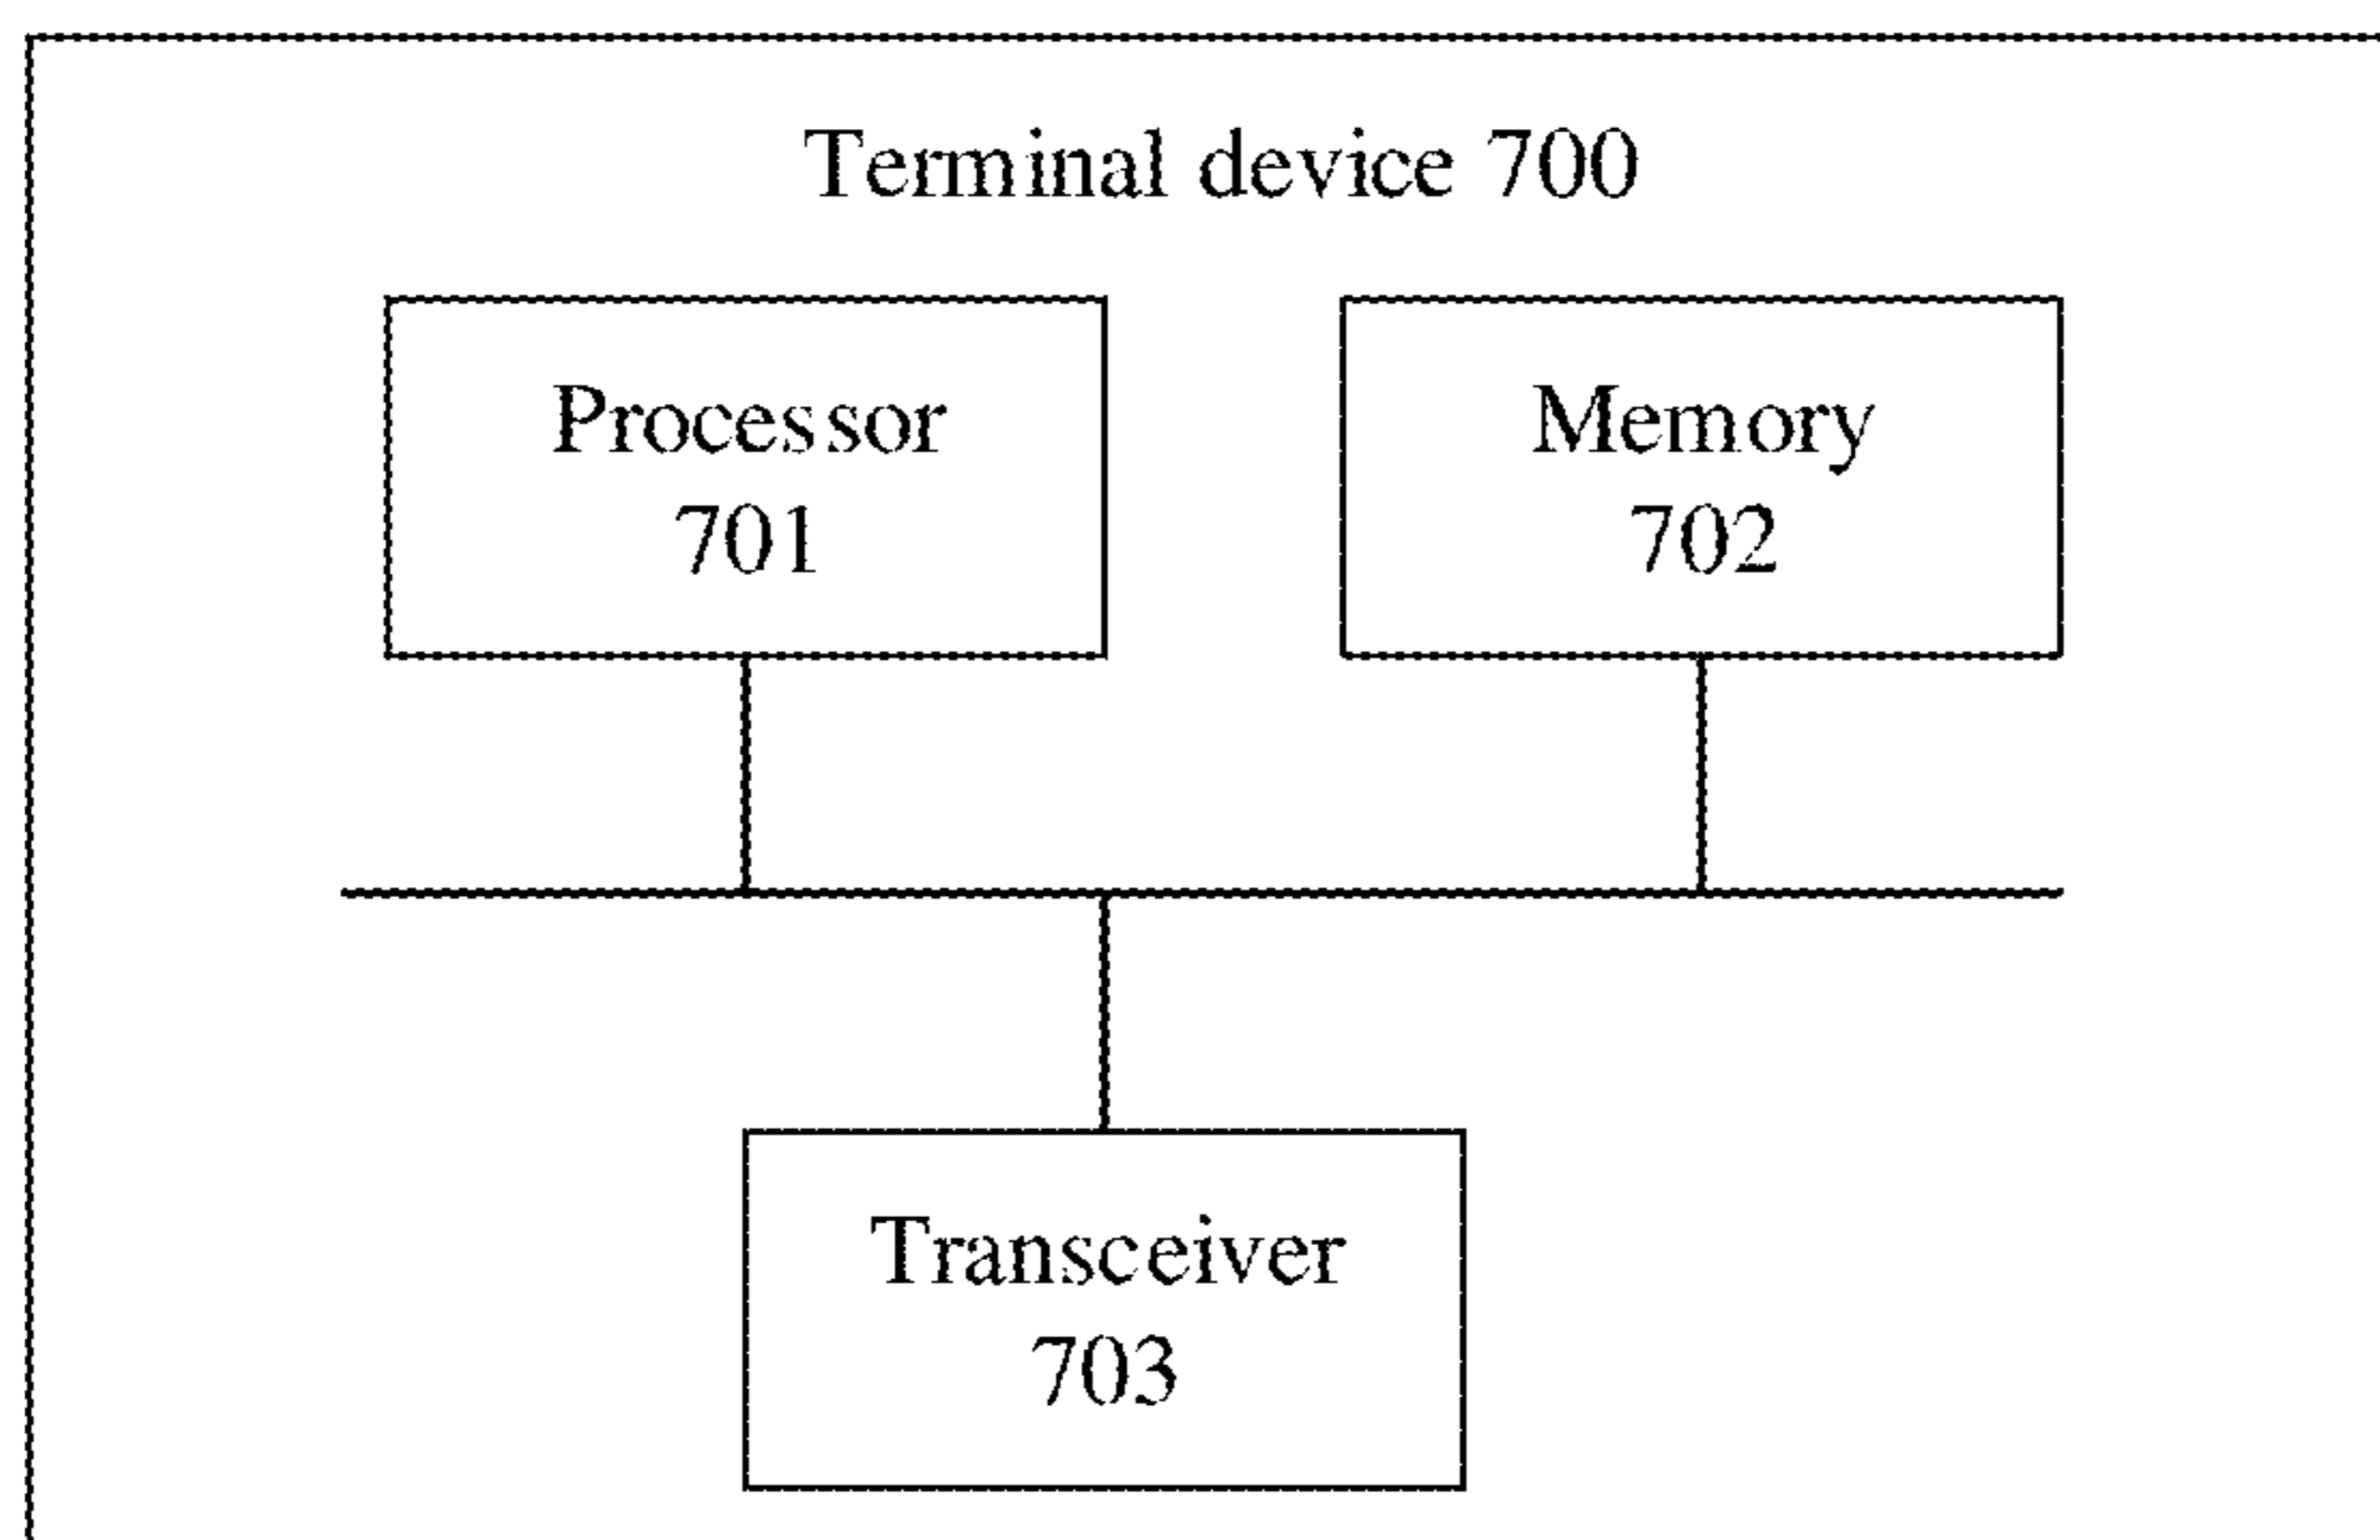 Terminal device 700
Processor
701
Memory
702
Transceiver
703